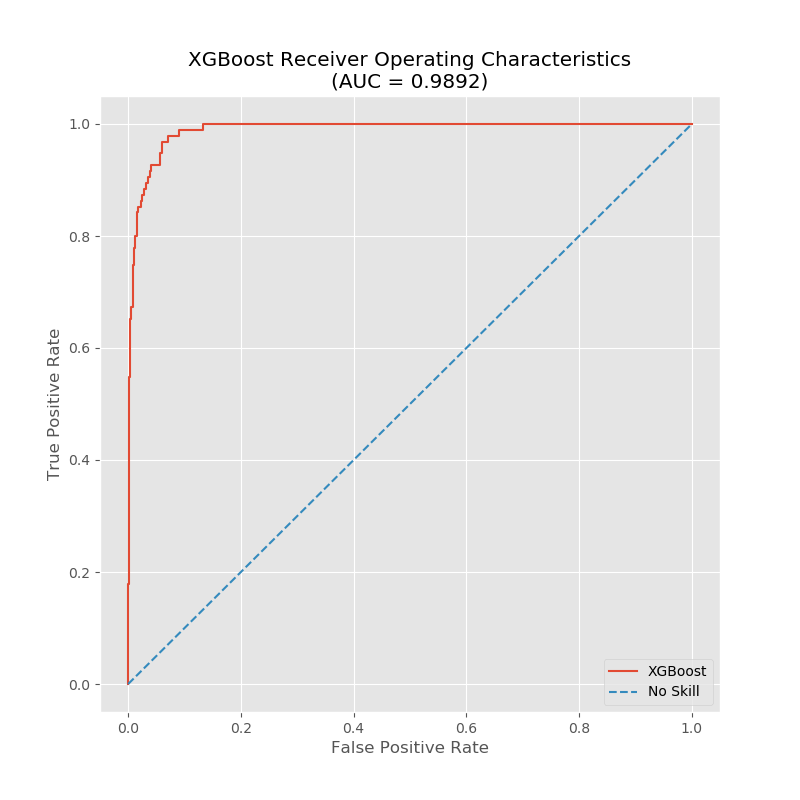 XGBoost Receiver Operating Characteristics
(AUC = 0.9892)
1.0
0.8
0.6
0.4
0.2
0.0
True Positive Rate
XGBoost
No Skill
0.0 0.2 0.4 0.6 0.8 1.0
False Positive Rate